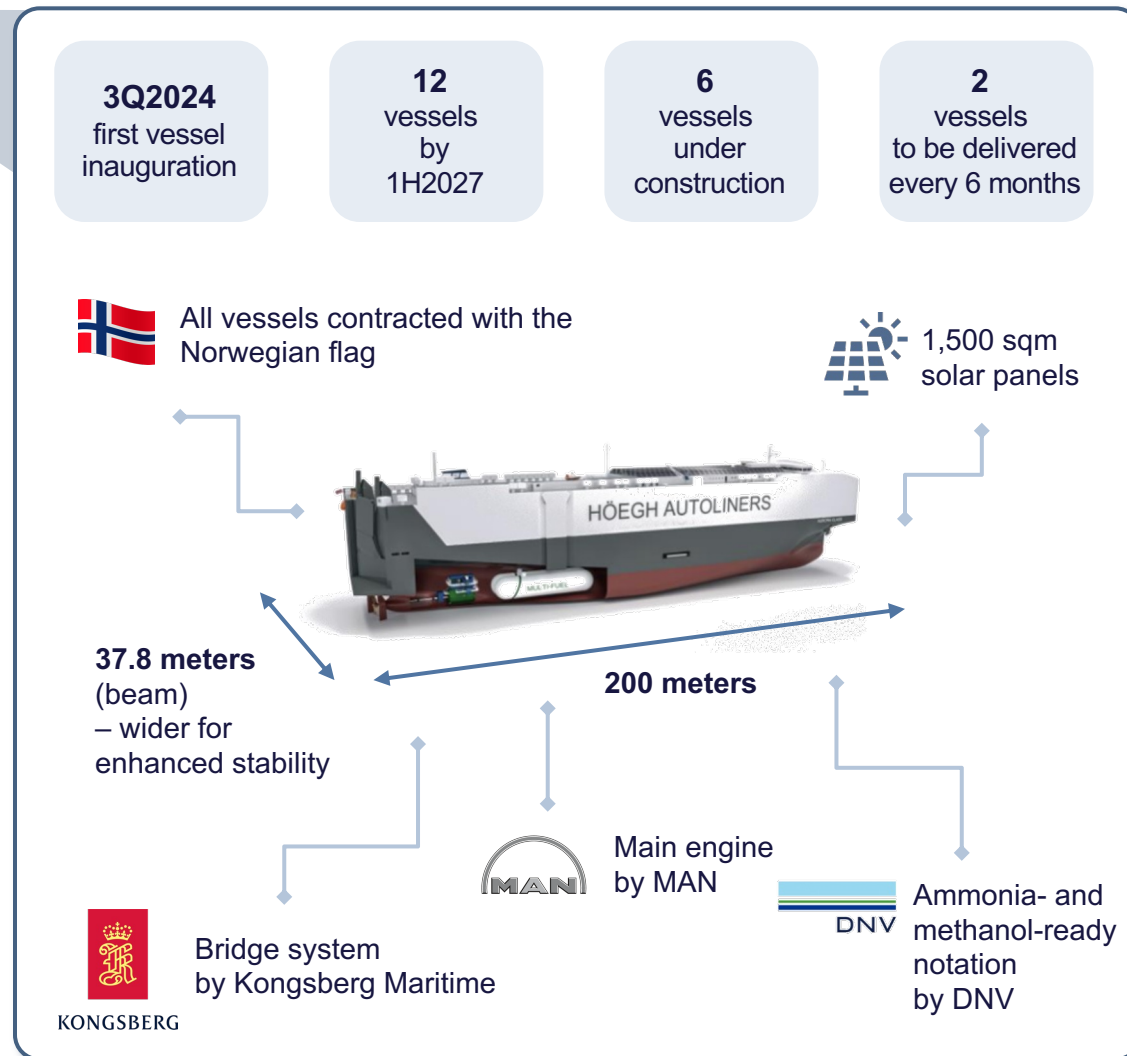 3Q2024
first vessel
inauguration
12
vessels
by
1H2027
6
vessels
under
construction
2
vessels
to be delivered
every 6 months
All vessels contracted with the
Norwegian flag
1,500 sqm
solar panels
HÖEGH AUTOLINERS
MULTI-FUEL
37.8 meters
(beam)
– wider for
enhanced stability
200 meters
MAN
Main engine
by MAN
DNV
Ammonia- and
methanol-ready
notation
by DNV
KONGSBERG
Bridge system
by Kongsberg Maritime